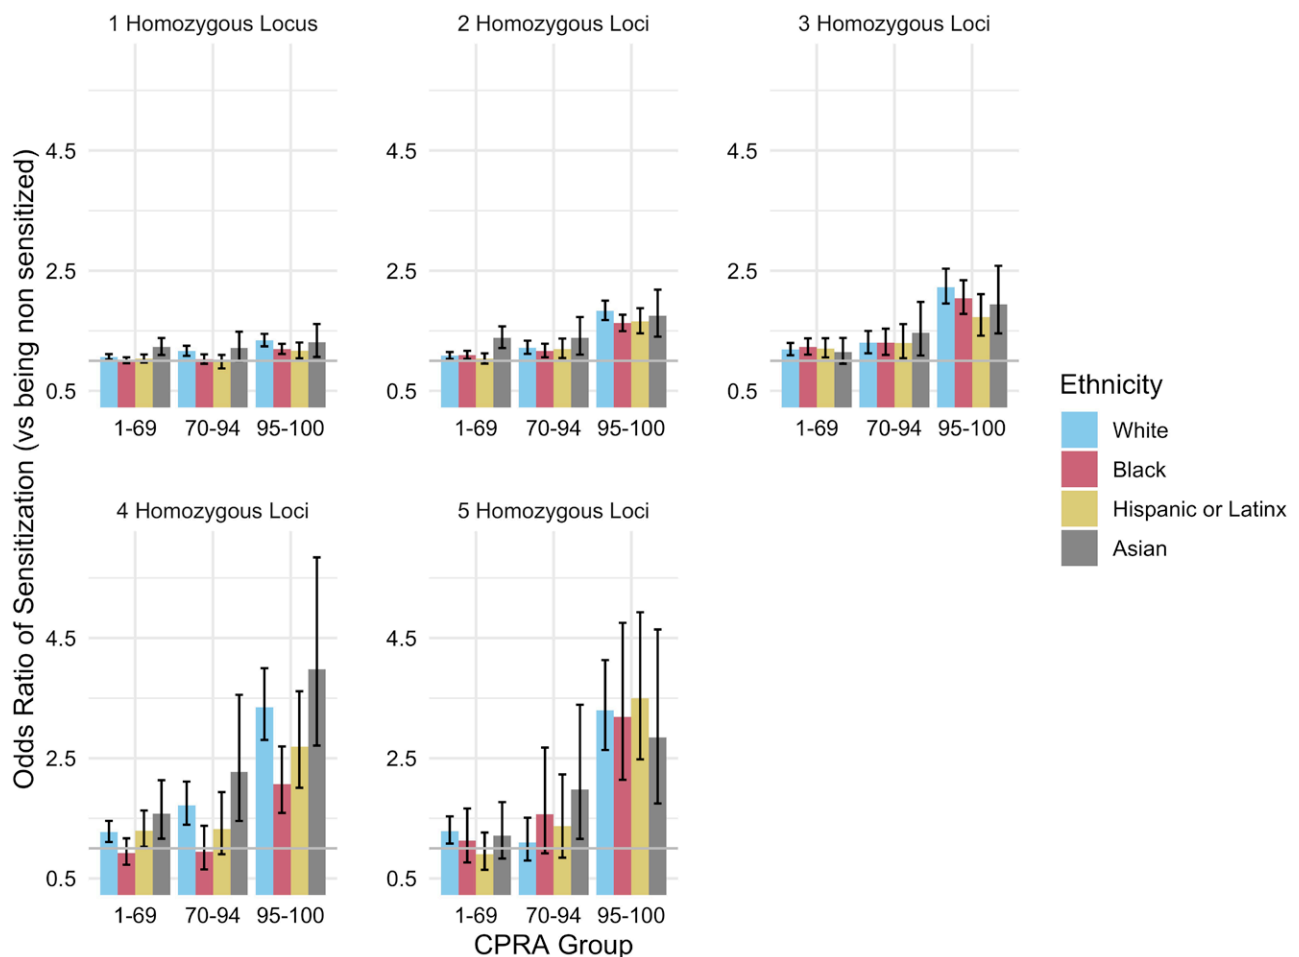 1 Homozygous Locus
2 Homozygous Loci
3 Homozygous Loci
Odds Ratio of Sensitization (vs being non sensitized)
4.5
2.5
0.5
1-69 70-94 95-100
4.5
2.5
0.5
1-69 70-94 95-100
4.5
2.5
0.5
1-69 70-94 95-100
Ethnicity
White
Black
Hispanic or Latinx
Asian
4 Homozygous Loci
5 Homozygous Loci
4.5
2.5
0.5
1-69 70-94 95-100
4.5
2.5
0.5
1-69 70-94 95-100
CPRA Group